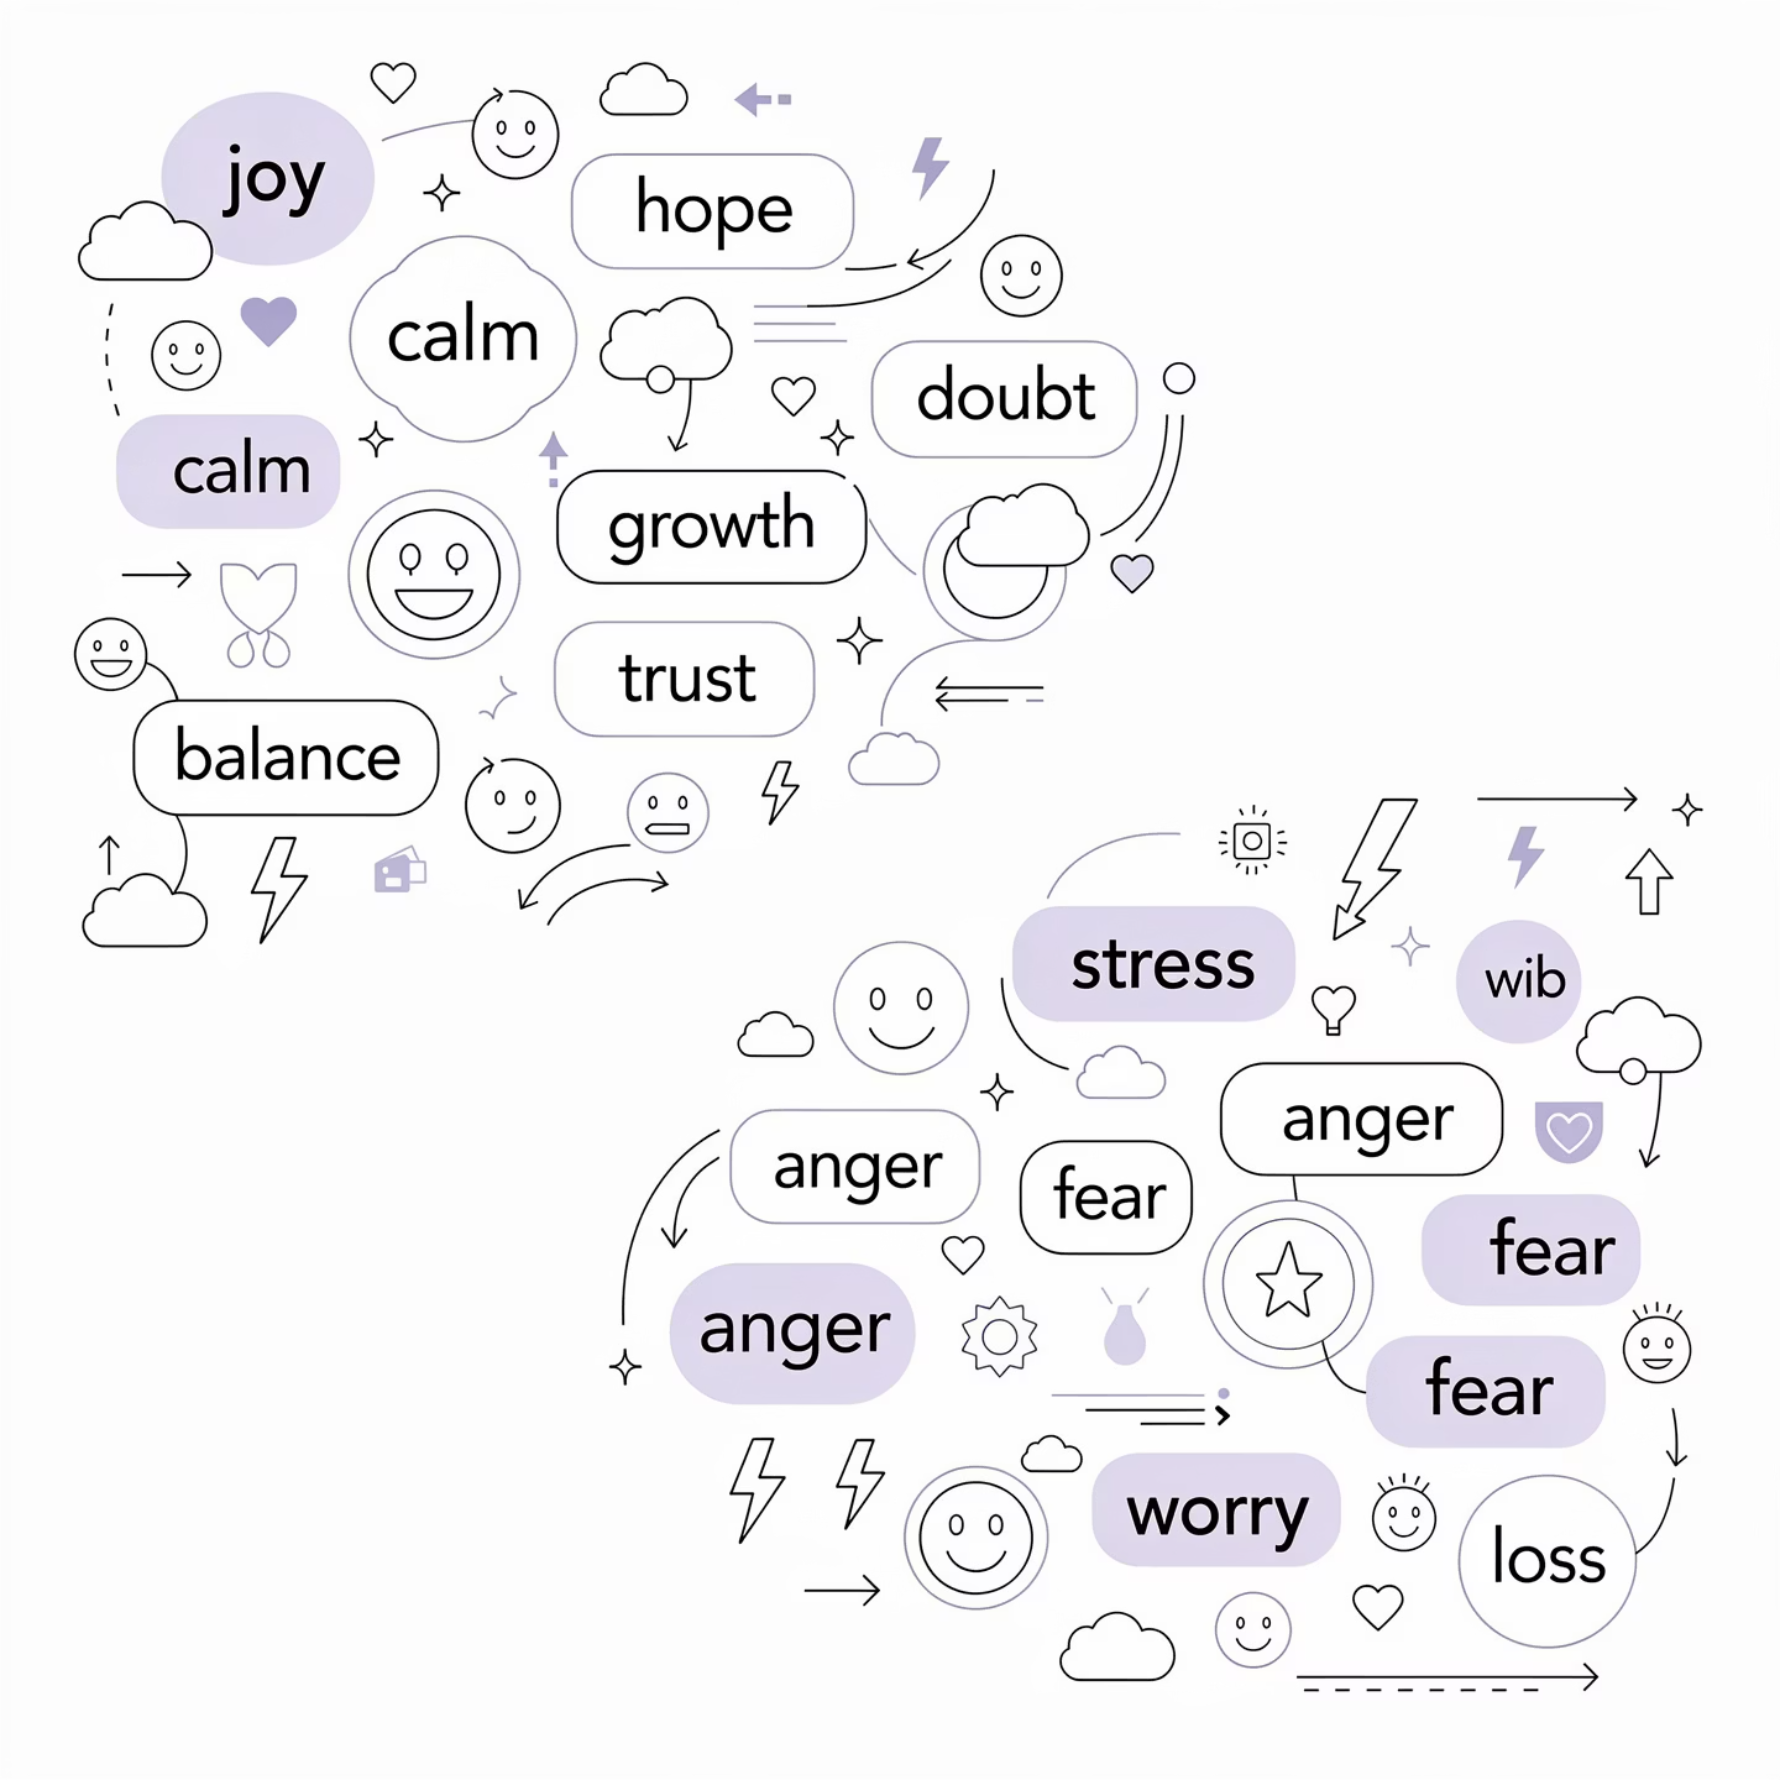 joy
hope
calm
doubt
calm
growth
trust
balance
stress
wib
anger
anger
fear
fear
anger
fear
worry
loss